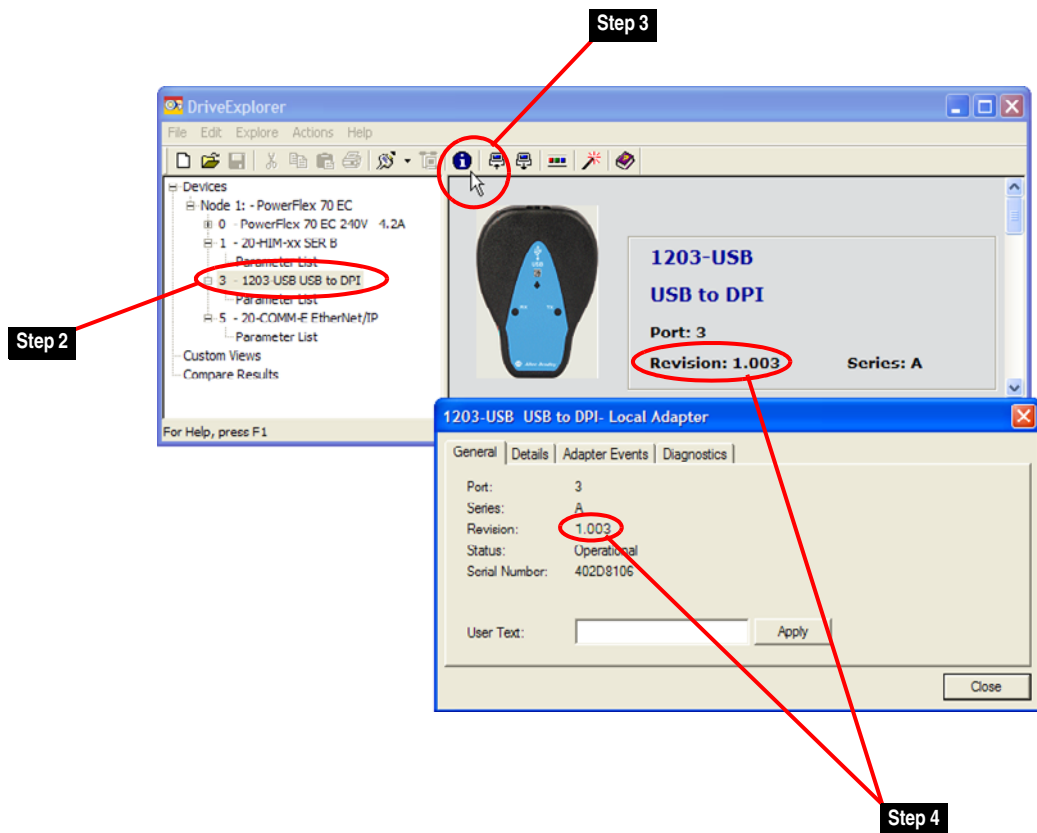 Step 3
DriveExplorer
File Edit Explore Actions Help
Devices
Node 1: - PowerFlex 70 EC
0 - PowerFlex 70 EC 240V 4.2A
1 - 20-HIM-xx SER B
Parameter List
3 - 1203-USB USB to DPI
Parameter List
5 - 20-COMM-E EtherNet/IP
Parameter List
Custom Views
Compare Results
For Help, press F1
Step 2
USB
Allen-Bradley
1203-USB
USB to DPI
Port: 3
Revision: 1.003 Series: A
1203-USB USB to DPI- Local Adapter
General Details Adapter Events Diagnostics
Port: 3
Series: A
Revision: 1.003
Status: Operational
Serial Number: 402D8106
User Text: Apply
Close
Step 4